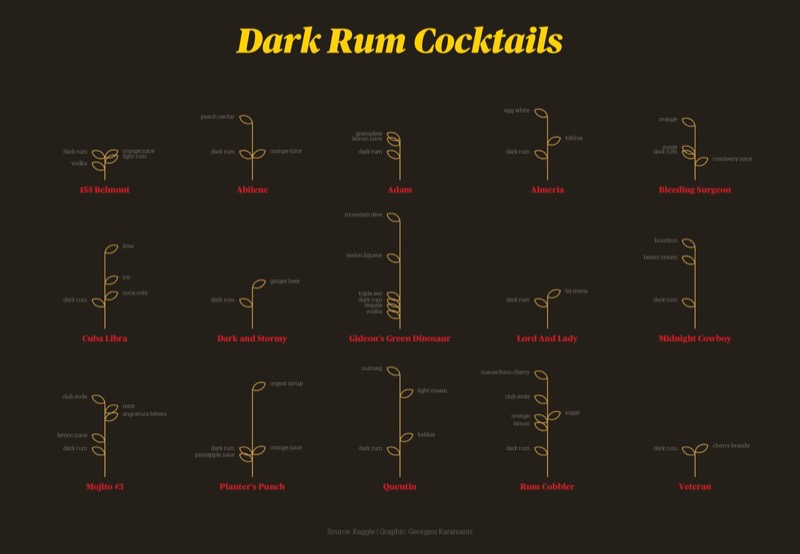 Dark Rum Cocktails
dark rum
vodka
orange juice
light rum
155 Belmont
peach nectar
dark rum
orange juice
Abilene
grenadine
lemon juice
dark rum
Adam
egg white
kahlua
dark rum
Almeria
orange
dark rum
cranberry juice
Bleeding Surgeon
lime
ice
coca-cola
dark rum
Cuba Libra
ginger beer
dark rum
Dark and Stormy
mountain dew
melon liqueur
triple sec
dark rum
tequila
vodka
Gideon's Green Dinosaur
tia maria
dark rum
Lord And Lady
bourbon
heavy cream
dark rum
Midnight Cowboy
club soda
mint
angostura bitters
lemon juice
dark rum
Mojito #3
orgeat syrup
dark rum
pineapple juice
orange juice
Planter's Punch
nutmeg
light cream
kahlua
dark rum
Quentin
maraschino cherry
club soda
orange
sugar
lemon
dark rum
Rum Cobbler
dark rum
cherry brandy
Veteran
Source: Kaggle | Graphic: Georgios Karamanis